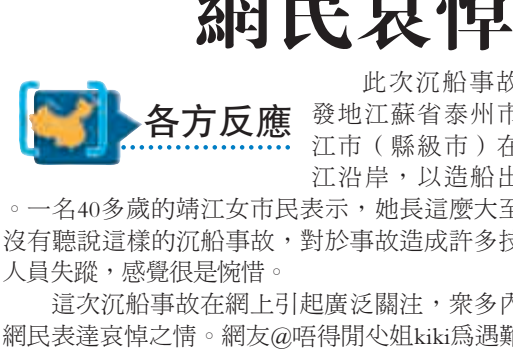 網民哀悼
各方反應
此次沉船事故
發地江蘇省泰州市
江市（縣級市）在
江沿岸，以造船出
。一名40多歲的靖江女市民表示，她長這麼大至
沒有聽說這樣的沉船事故，對於事故造成許多技
人員失蹤，感覺很是惋惜。
這次沉船事故在網上引起廣泛關注，衆多內
網民表達哀悼之情。網友@唔得閒尐姐kiki爲遇難